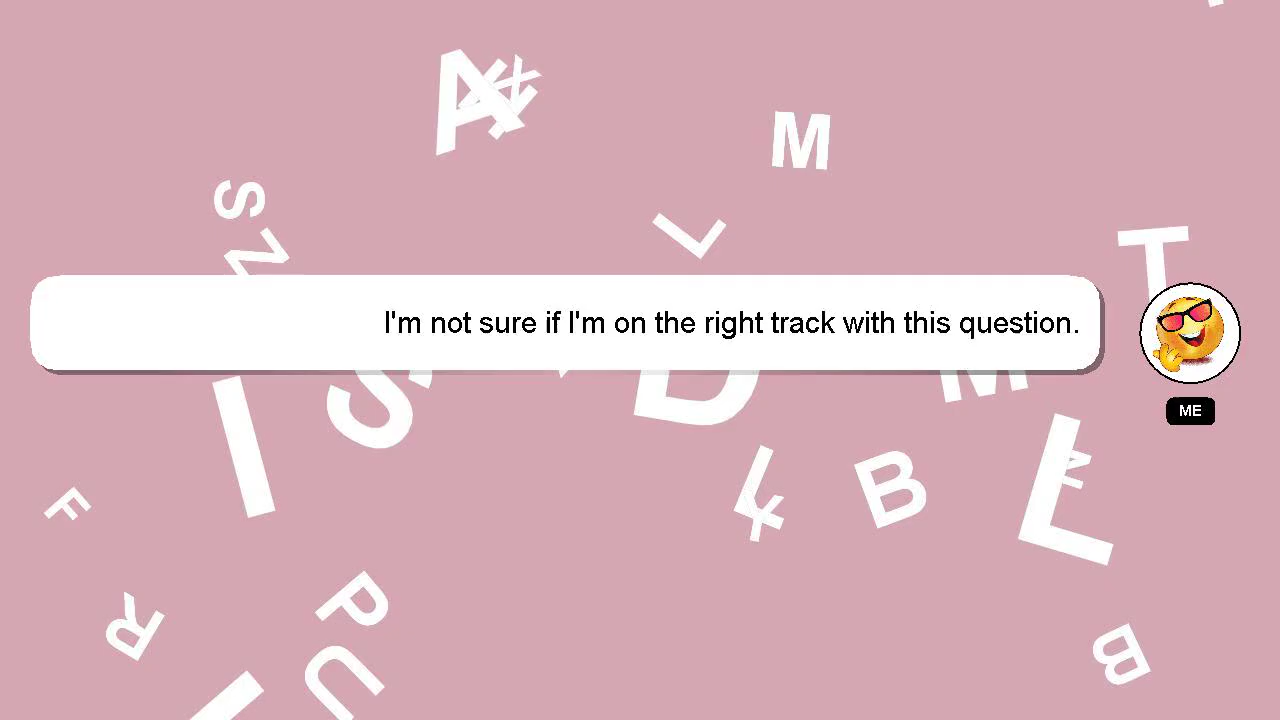 A
K
X
M
S
L
Z
T
I'm not sure if I'm on the right track with this question.
ME
I
S
D
M
L
N
B
L
Y
F
P
R
U
B